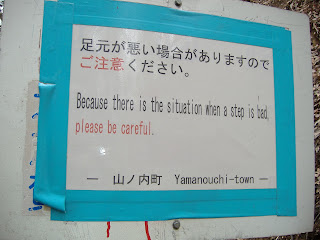 足元が悪い場合がありますので
ご注意ください。
Because there is the situation when a step is bad,
please be careful.
— 山ノ内町 Yamanouchi-town —